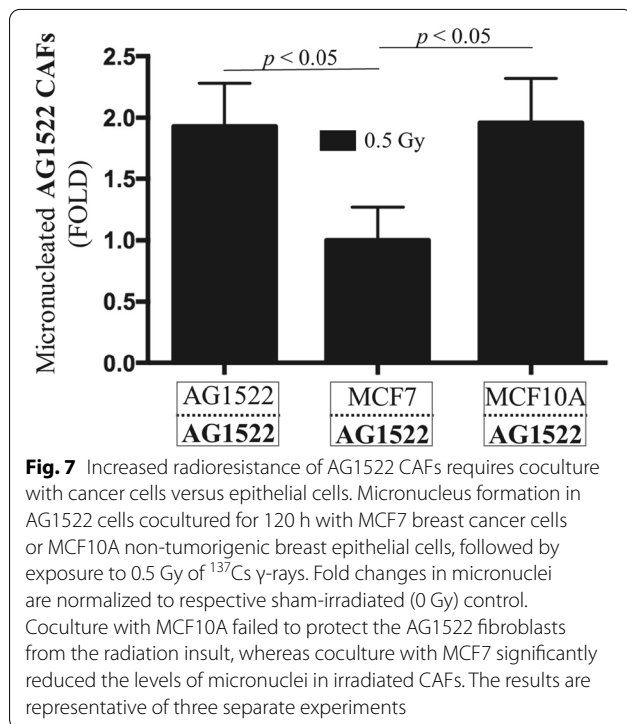 p < 0.05
p < 0.05
2.5
2.0
1.5
1.0
0.5
0.0
Micronucleated AG1522 CAFs
(FOLD)
0.5 Gy
AG1522
AG1522
MCF7
AG1522
MCF10A
AG1522
Fig. 7 Increased radioresistance of AG1522 CAFs requires coculture
with cancer cells versus epithelial cells. Micronucleus formation in
AG1522 cells cocultured for 120 h with MCF7 breast cancer cells
or MCF10A non-tumorigenic breast epithelial cells, followed by
exposure to 0.5 Gy of ¹³⁷Cs γ-rays. Fold changes in micronuclei
are normalized to respective sham-irradiated (0 Gy) control.
Coculture with MCF10A failed to protect the AG1522 fibroblasts
from the radiation insult, whereas coculture with MCF7 significantly
reduced the levels of micronuclei in irradiated CAFs. The results are
representative of three separate experiments